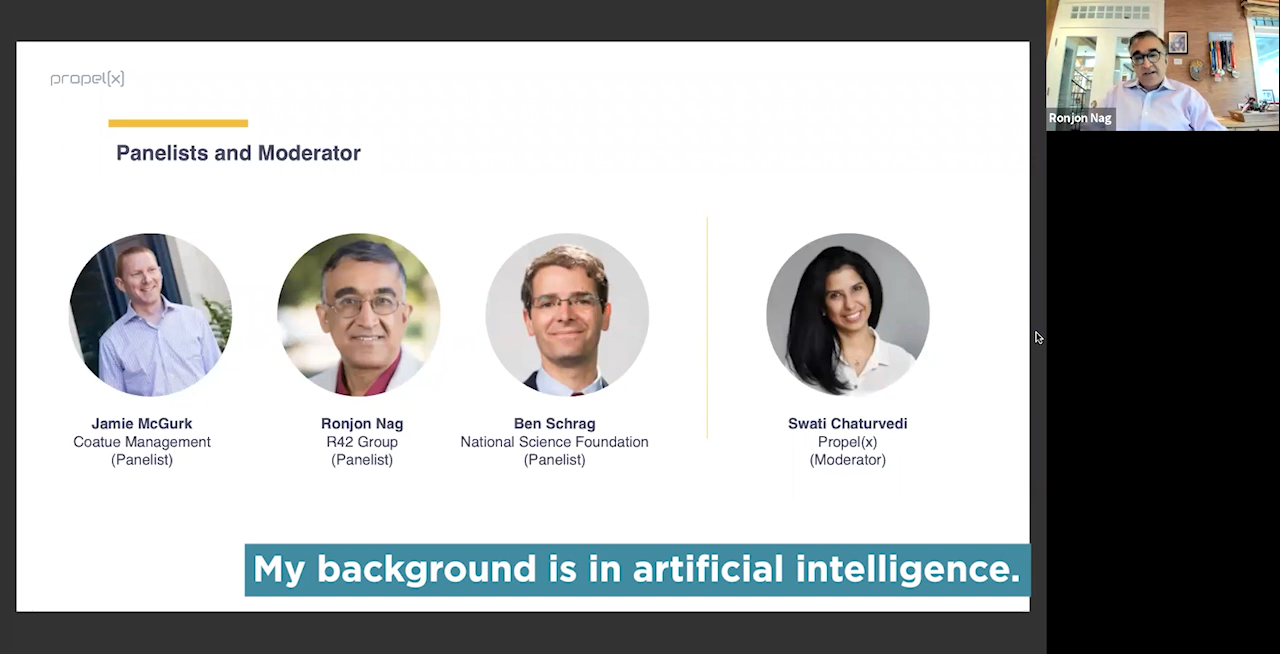 propel(x)
Panelists and Moderator
Jamie McGurk
Coatue Management
(Panelist)
Ronjon Nag
R42 Group
(Panelist)
Ben Schrag
National Science Foundation
(Panelist)
Swati Chaturvedi
Propel(x)
(Moderator)
My background is in artificial intelligence.
Ronjon Nag